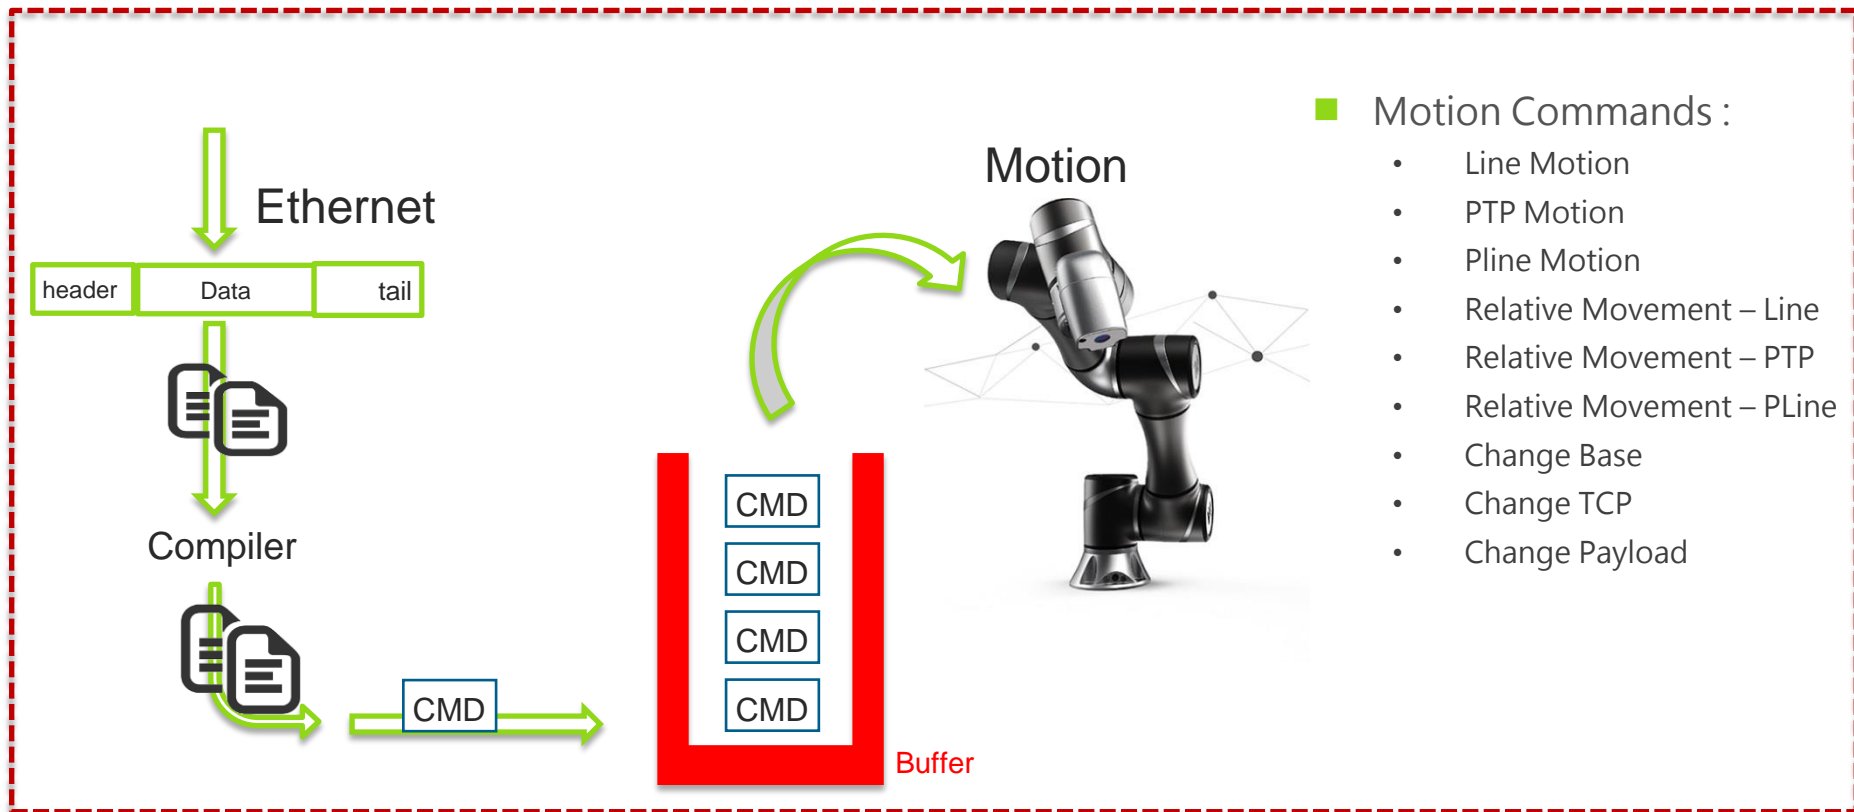 Ethernet
header
Data
tail
Compiler
CMD
CMD
CMD
CMD
CMD
Buffer
Motion
Motion Commands :
• Line Motion
• PTP Motion
• Pline Motion
• Relative Movement – Line
• Relative Movement – PTP
• Relative Movement – PLine
• Change Base
• Change TCP
• Change Payload